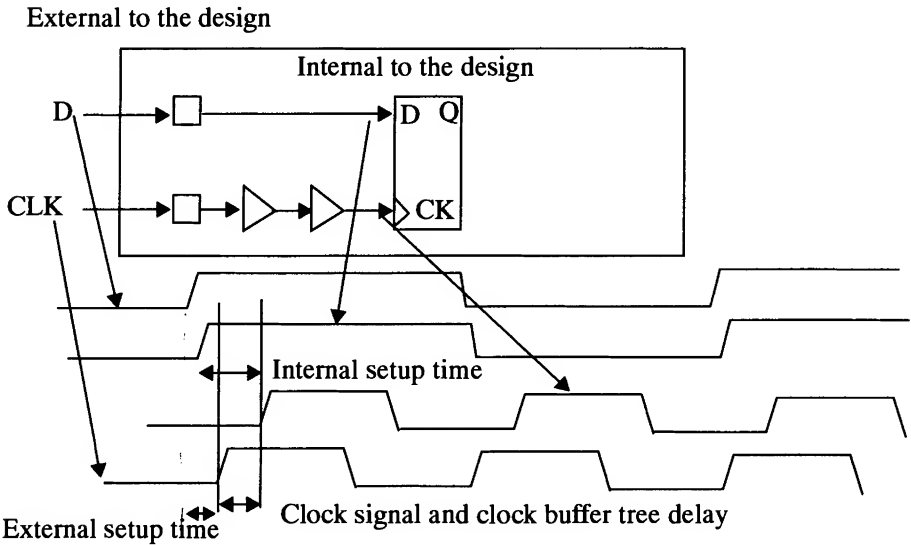 External to the design
Internal to the design
D
D Q
CLK
CK
Internal setup time
External setup time
Clock signal and clock buffer tree delay